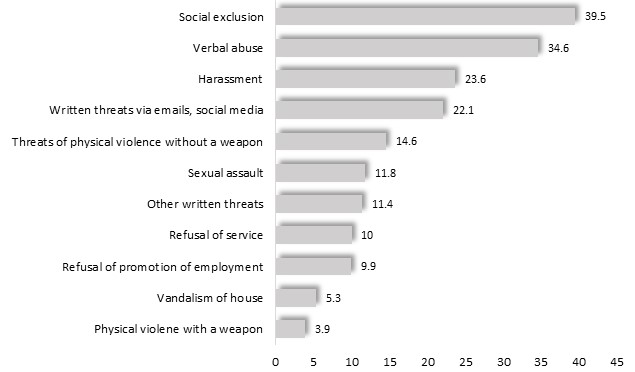 Social exclusion 39.5
Verbal abuse 34.6
Harassment 23.6
Written threats via emails, social media 22.1
Threats of physical violence without a weapon 14.6
Sexual assault 11.8
Other written threats 11.4
Refusal of service 10
Refusal of promotion of employment 9.9
Vandalism of house 5.3
Physical violene with a weapon 3.9
0 5 10 15 20 25 30 35 40 45